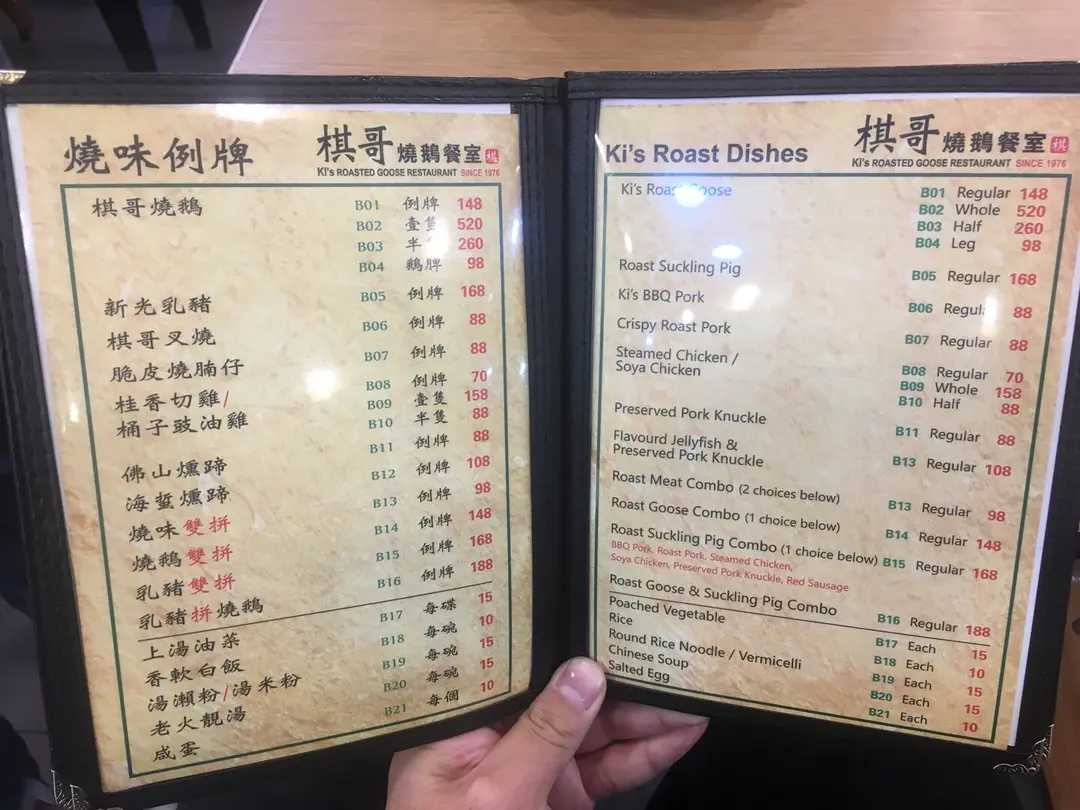 燒味例牌
棋哥燒鵝餐室 棋
KI's ROASTED GOOSE RESTAURANT SINCE 1976
棋哥燒鵝 B01 例牌 148
B02 壹隻 520
B03 半 260
B04 鵝髀 98
新光乳豬 B05 例牌 168
棋哥叉燒 B06 例牌 88
脆皮燒腩仔 B07 例牌 88
桂香切雞/ B08 例牌 70
桶子豉油雞 B09 壹隻 158
B10 半隻 88
佛山燻蹄 B11 例牌 88
海蜇燻蹄 B12 例牌 108
燒味雙拼 B13 例牌 98
燒鵝雙拼 B14 例牌 148
乳豬雙拼 B15 例牌 168
乳豬拼燒鵝 B16 例牌 188
上湯油菜 B17 每碟 15
香軟白飯 B18 每碗 10
湯瀨粉/湯米粉 B19 每碗 15
老火靚湯 B20 每碗 15
咸蛋 B21 每個 10
Ki's Roast Dishes
棋哥燒鵝餐室 棋
KI's ROASTED GOOSE RESTAURANT SINCE 1976
Ki's Roast Goose B01 Regular 148
B02 Whole 520
B03 Half 260
B04 Leg 98
Roast Suckling Pig B05 Regular 168
Ki's BBQ Pork B06 Regular 88
Crispy Roast Pork B07 Regular 88
Steamed Chicken / B08 Regular 70
Soya Chicken B09 Whole 158
B10 Half 88
Preserved Pork Knuckle B11 Regular 88
Flavour Jellyfish & B13 Regular 108
Preserved Pork Knuckle
Roast Meat Combo (2 choices below) B13 Regular 98
Roast Goose Combo (1 choice below) B14 Regular 148
Roast Suckling Pig Combo (1 choice below) B15 Regular 168
BBQ Pork, Roast Pork, Steamed Chicken,
Soya Chicken, Preserved Pork Knuckle, Red Sausage
Roast Goose & Suckling Pig Combo B16 Regular 188
Poached Vegetable B17 Each 15
Rice B18 Each 10
Round Rice Noodle / Vermicelli B19 Each 15
Chinese Soup B20 Each 15
Salted Egg B21 Each 10